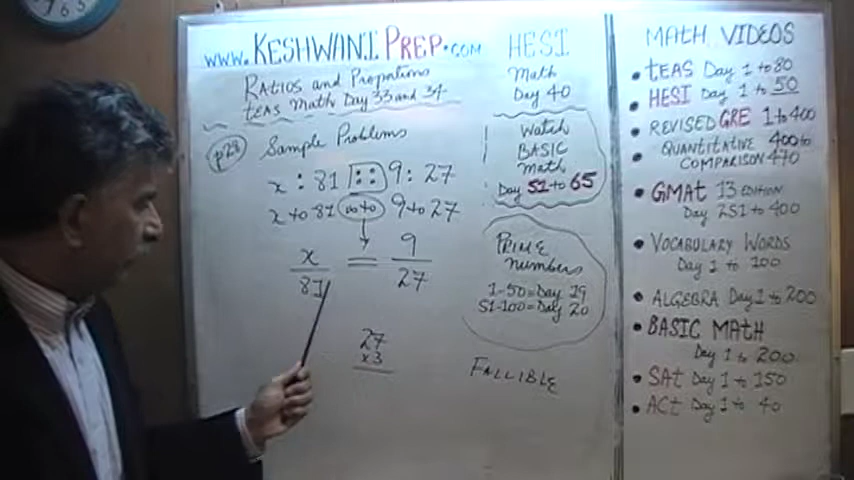 www.KESHWANIPREP.com
RATIOS and PROPATIONS
TEAS Math Day 33 and 34
p23
Sample Problems
x : 81 :: 9 : 27
x to 81 as to 9 to 27
x
81
=
9
27
27
x3
HESI
Math
Day 40
Watch
BASIC
Math
Day 51 to 65
PRIME
Numbers
1-50 = Day 19
51-100 = Day 20
FALLIBLE
MATH VIDEOS
• TEAS Day 1 to 80
• HESI Day 1 to 50
• REVISED GRE 1 to 400
• QUANTITATIVE 400 to
COMPARISON 470
• GMAT 13 EDITION
Day 251 to 400
• VOCABULARY WORDS
Day 1 to 100
• ALGEBRA Day 1 to 200
• BASIC MATH
Day 1 to 200
• SAT Day 1 to 150
• ACT Day 1 to 40